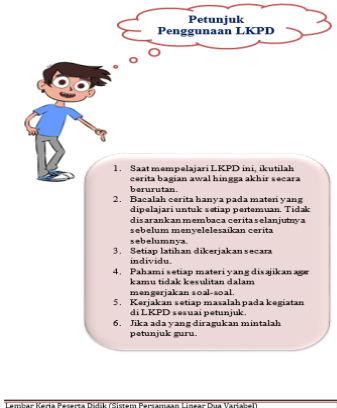 Petunjuk
Penggunaan LKPD
1. Saat mempelajari LKPD ini, ikutilah
cerita bagian awal hingga akhir secara
berurutan.
2. Bacalah cerita hanya pada materi yang
dipelajari untuk setiap pertemuan. Tidak
disarankan membaca cerita selanjutnya
sebelum menyelelesaikan cerita
sebelumnya.
3. Setiap latihan dikerjakan secara
individu.
4. Pahami setiap materi yang disajikan agar
kamu tidak kesulitan dalam
mengerjakan soal-soal.
5. Kerjakan setiap masalah pada kegiatan
di LKPD sesuai petunjuk.
6. Jika ada yang diragukan mintalah
petunjuk guru.
Lembar Kerja Peserta Didik (Sistem Persamaan Linear Dua Variabel)